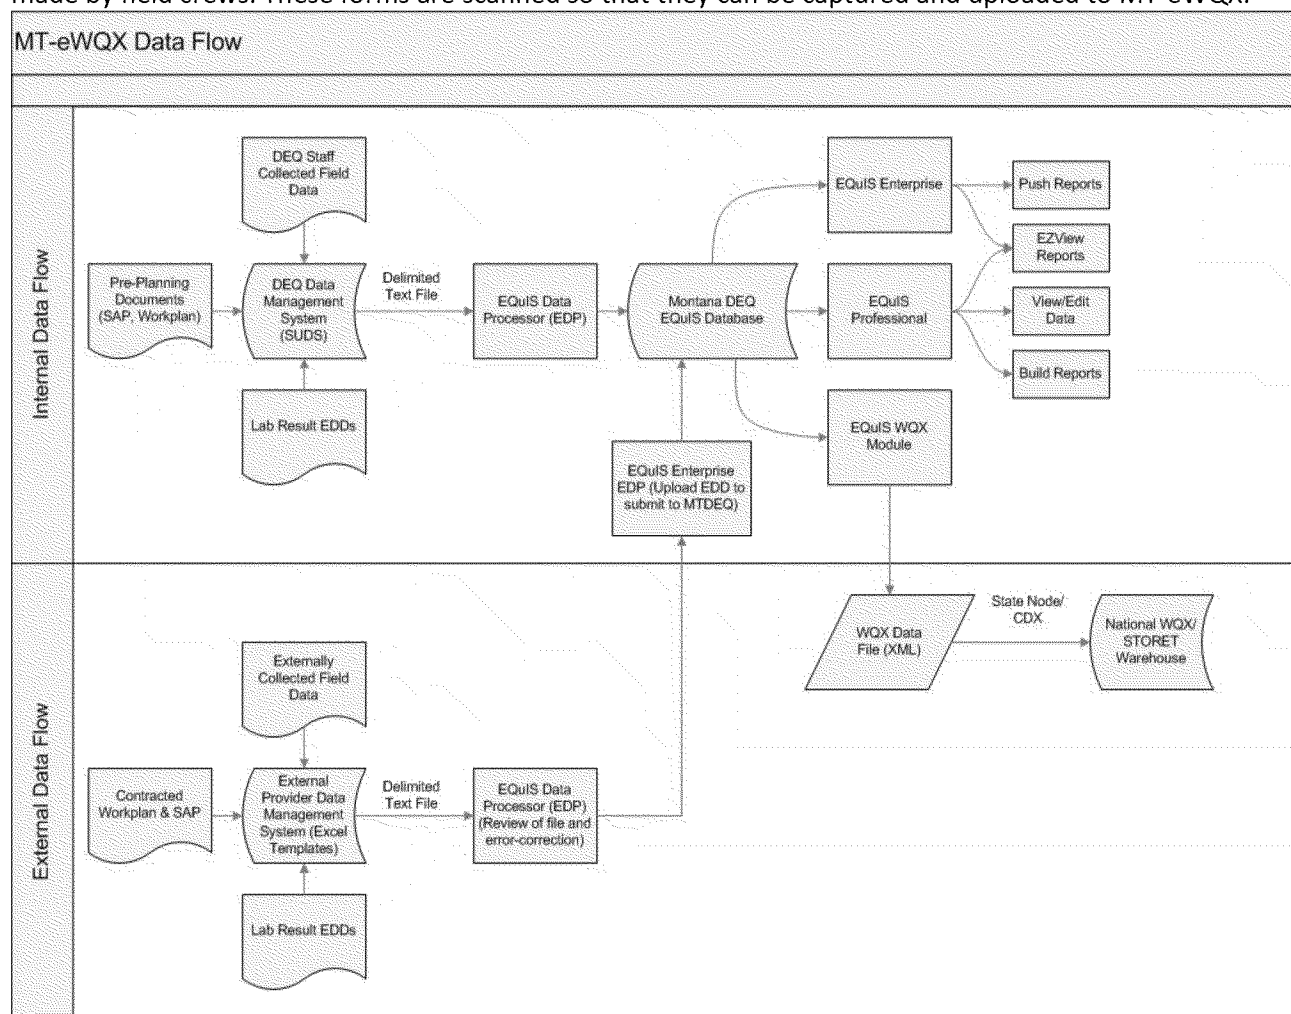 made by field crews. These forms are scanned so that they can be captured and uploaded to MT-eWQX.
MT-eWQX Data Flow
Internal Data Flow
DEQ Staff
Collected Field
Data
Pre-Planning
Documents
(SAP, Workplan)
DEQ Data
Management
System
(SUDS)
Delimited
Text File
Lab Result EDDs
EQuIS Data
Processor (EDP)
Montana DEQ
EQuIS Database
EQuIS Enterprise
EDP (Upload EDD to
submit to MTDEQ)
EQuIS Enterprise
EQuIS
Professional
EQuIS WQX
Module
Push Reports
EZView
Reports
View/Edit
Data
Build Reports
External Data Flow
Externally
Collected Field
Data
Contracted
Workplan & SAP
External
Provider Data
Management
System (Excel
Templates)
Delimited
Text File
Lab Result EDDs
EQuIS Data
Processor (EDP)
(Review of file and
error-correction)
WQX Data
File (XML)
State Node/
CDX
National WQX/
STORET
Warehouse